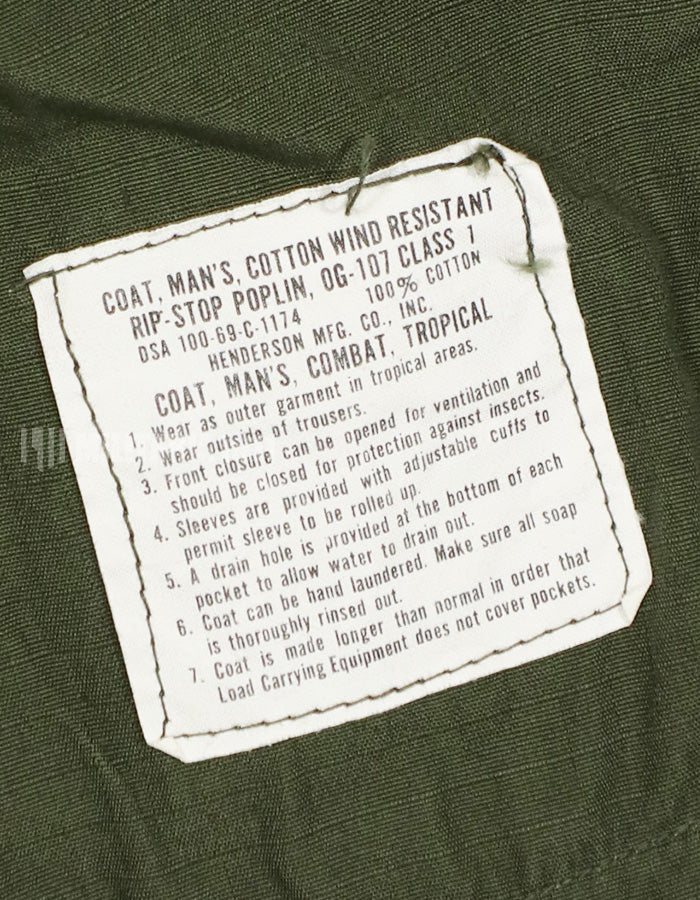 COAT, MAN'S, COTTON WIND RESISTANT
RIP-STOP POPLIN, OG-107 CLASS 1
DSA 100-69-C-1174 100% COTTON
HENDERSON MFG. CO., INC.
COAT, MAN'S, COMBAT, TROPICAL
1. Wear as outer garment in tropical areas.
2. Wear outside of trousers.
3. Front closure can be opened for ventilation and
should be closed for protection against insects.
4. Sleeves are provided with adjustable cuffs to
permit sleeve to be rolled up.
5. A drain hole is provided at the bottom of each
pocket to allow water to drain out.
6. Coat can be hand laundered. Make sure all soap
is thoroughly rinsed out.
7. Coat is made longer than normal in order that
Load Carrying Equipment does not cover pockets.